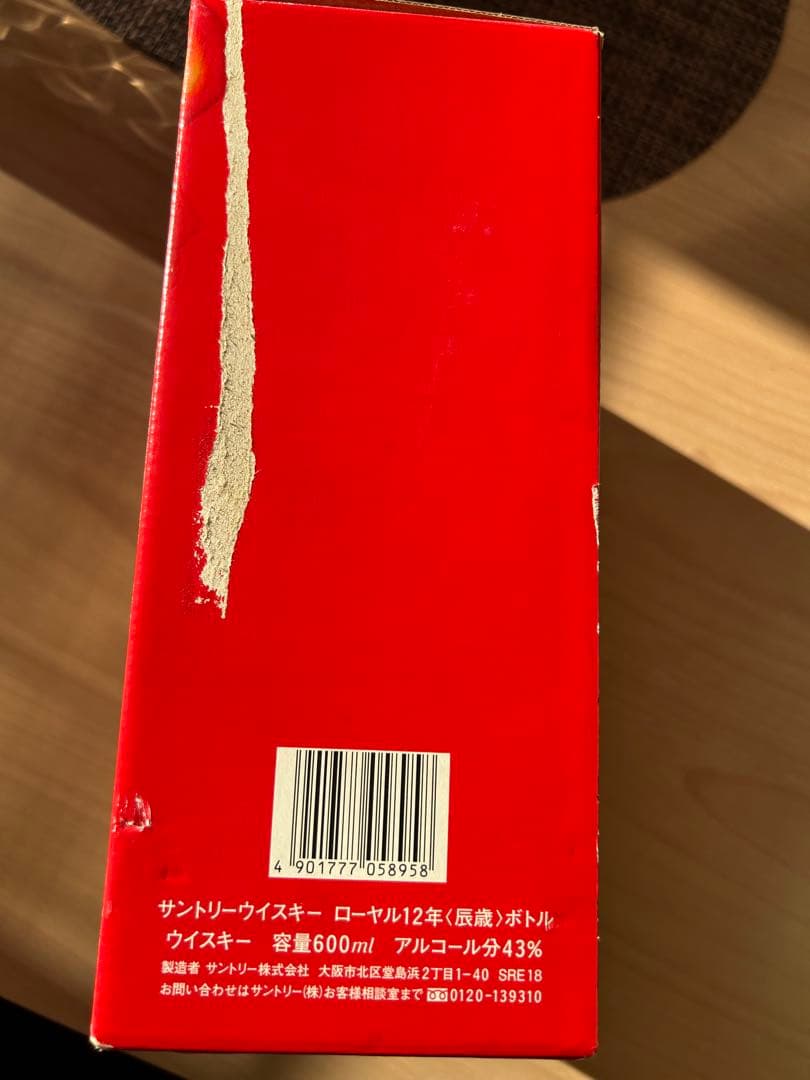 4 901777 058958
サントリーウイスキー ローヤル12年〈辰歳〉ボトル
ウイスキー 容量600ml アルコール分43%
製造者 サントリー株式会社 大阪市北区堂島浜2丁目1-40 SRE18
お問い合わせはサントリー(株)お客様相談室まで 0120-139310